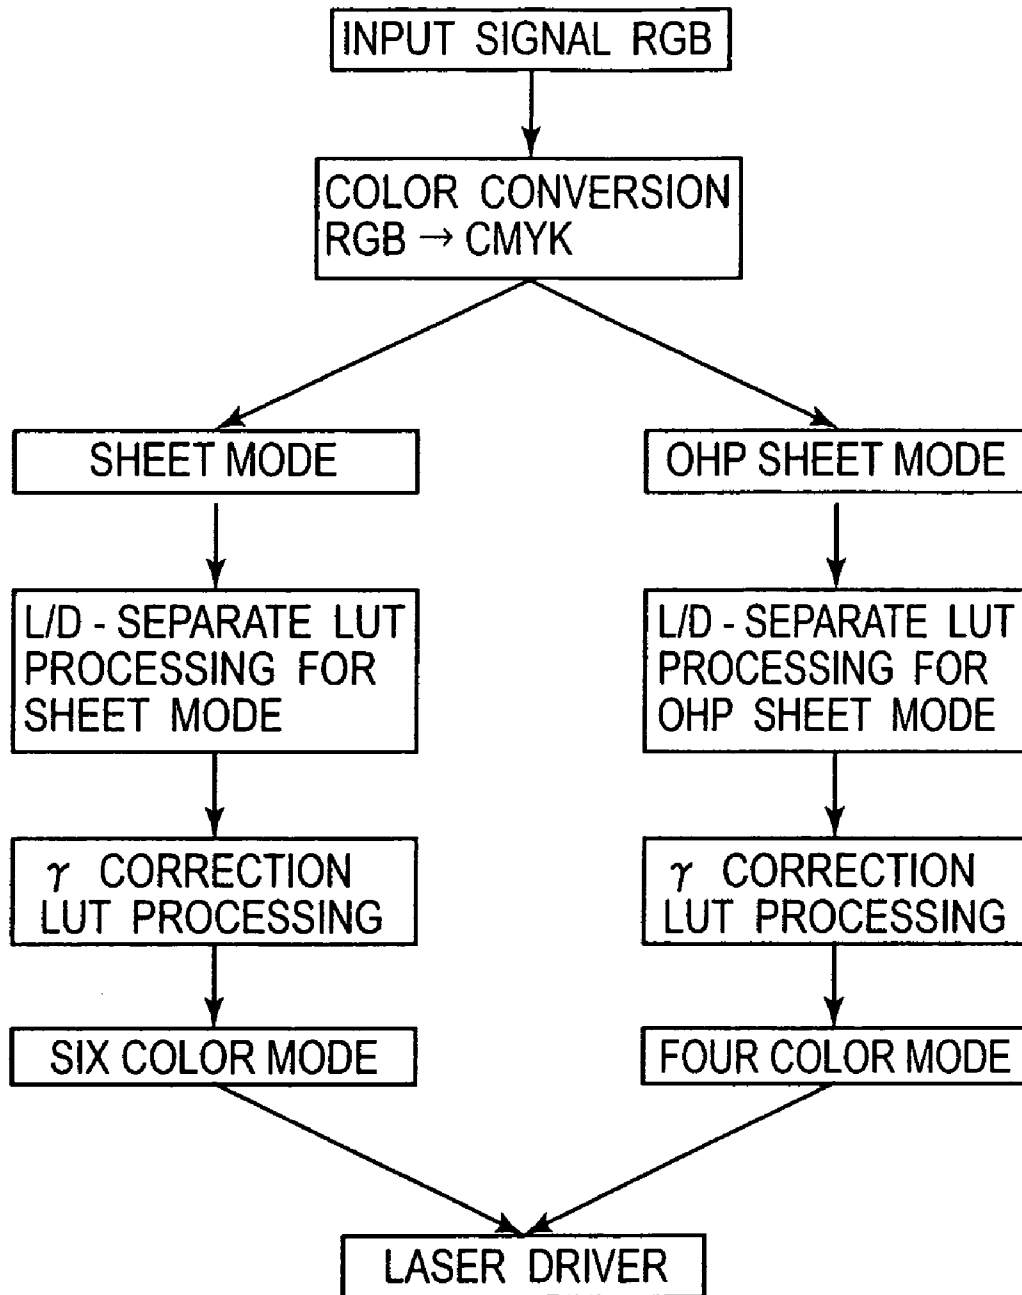 INPUT SIGNAL RGB
COLOR CONVERSION
RGB → CMYK
SHEET MODE
OHP SHEET MODE
L/D - SEPARATE LUT
PROCESSING FOR
SHEET MODE
L/D - SEPARATE LUT
PROCESSING FOR
OHP SHEET MODE
γ CORRECTION
LUT PROCESSING
γ CORRECTION
LUT PROCESSING
SIX COLOR MODE
FOUR COLOR MODE
LASER DRIVER